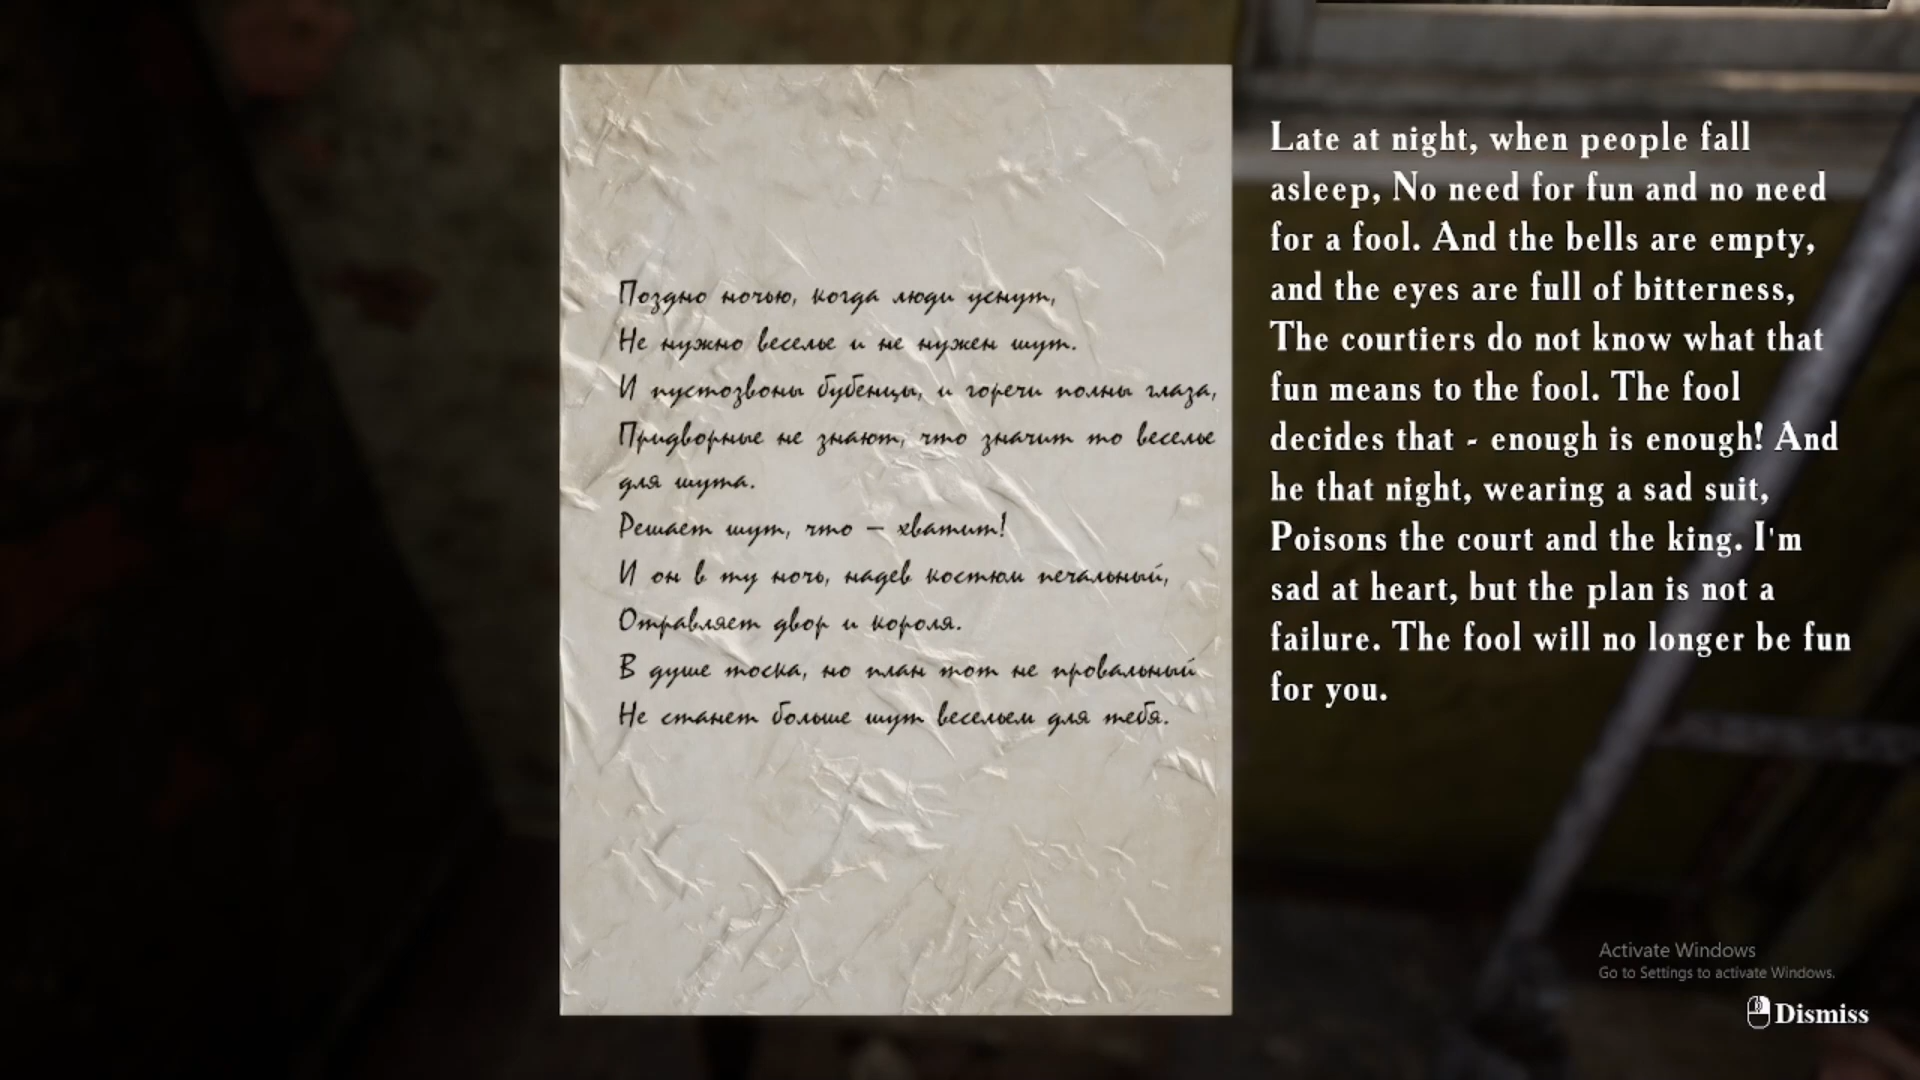 Поздно ночью, когда люди уснут,
Не нужно веселье и не нужен шут.
И пустозвоны бубенцы, и горечи полны глаза,
Придворные не знают, что значит то веселье
для шута.
Решает шут, что — хватит!
И он в ту ночь, надев костюм печальный,
Отравляет двор и короля.
В душе тоска, но план тот не провальный
Не станет больше шут весельем для тебя.
Late at night, when people fall
asleep, No need for fun and no need
for a fool. And the bells are empty,
and the eyes are full of bitterness,
The courtiers do not know what that
fun means to the fool. The fool
decides that - enough is enough! And
he that night, wearing a sad suit,
Poisons the court and the king. I'm
sad at heart, but the plan is not a
failure. The fool will no longer be fun
for you.
Activate Windows
Go to Settings to activate Windows.
Dismiss